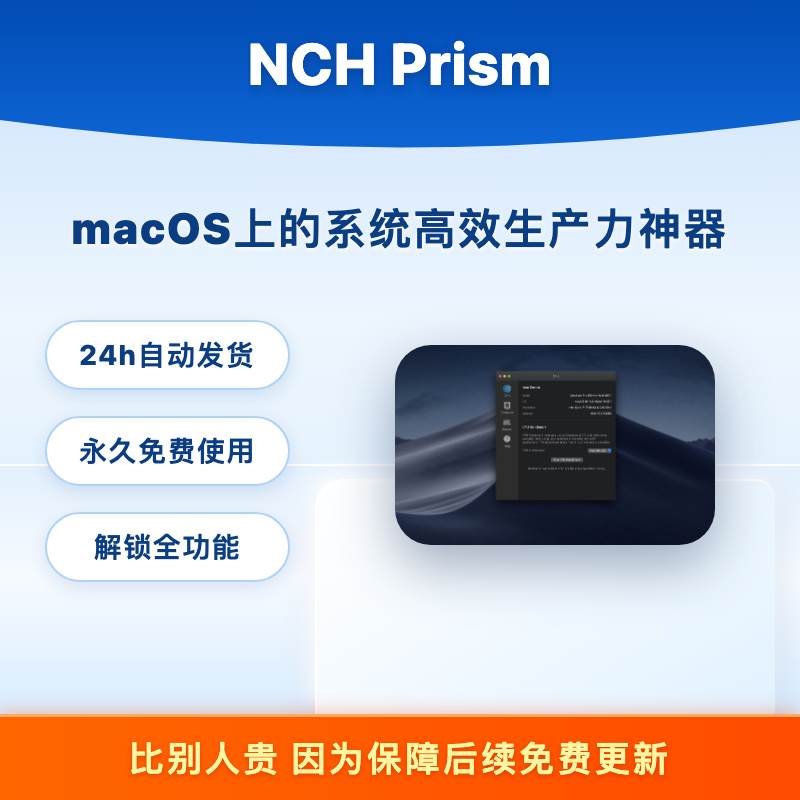 NCH Prism
macOS上的系统高效生产力神器
24h自动发货
永久免费使用
解锁全功能
比别人贵 因为保障后续免费更新